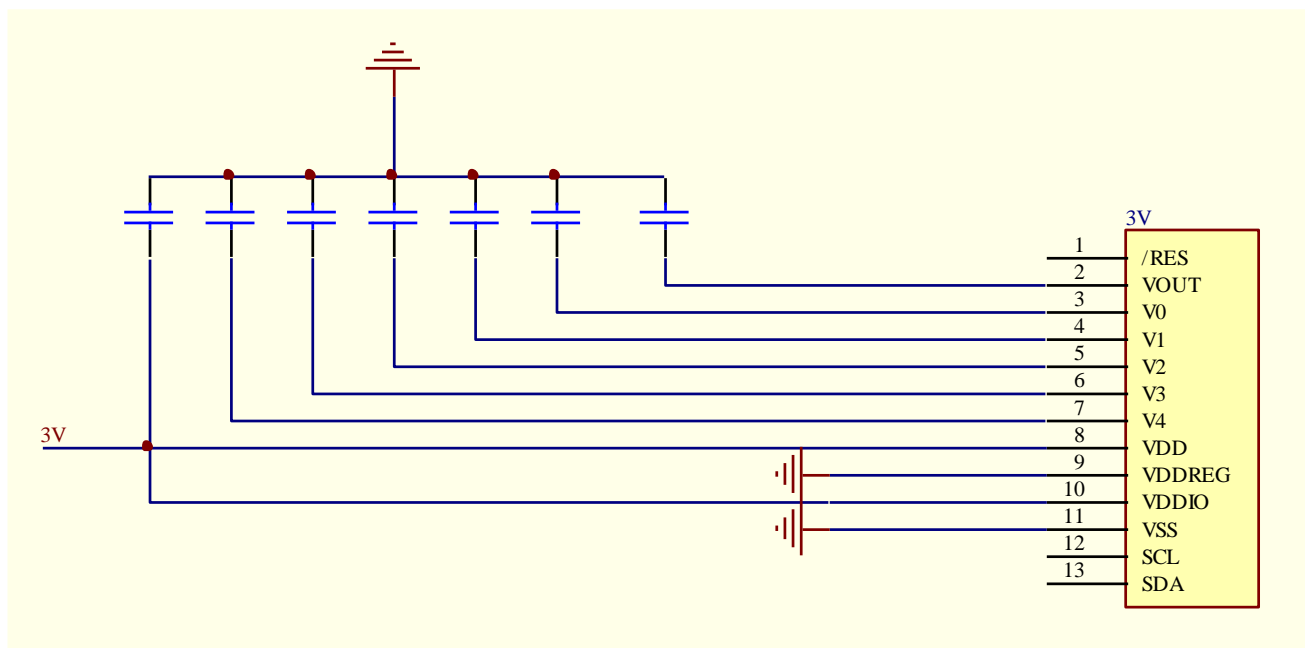 3V
1 /RES
2 VOUT
3 V0
4 V1
5 V2
6 V3
7 V4
3V
8 VDD
9 VDDREG
10 VDDIO
11 VSS
12 SCL
13 SDA